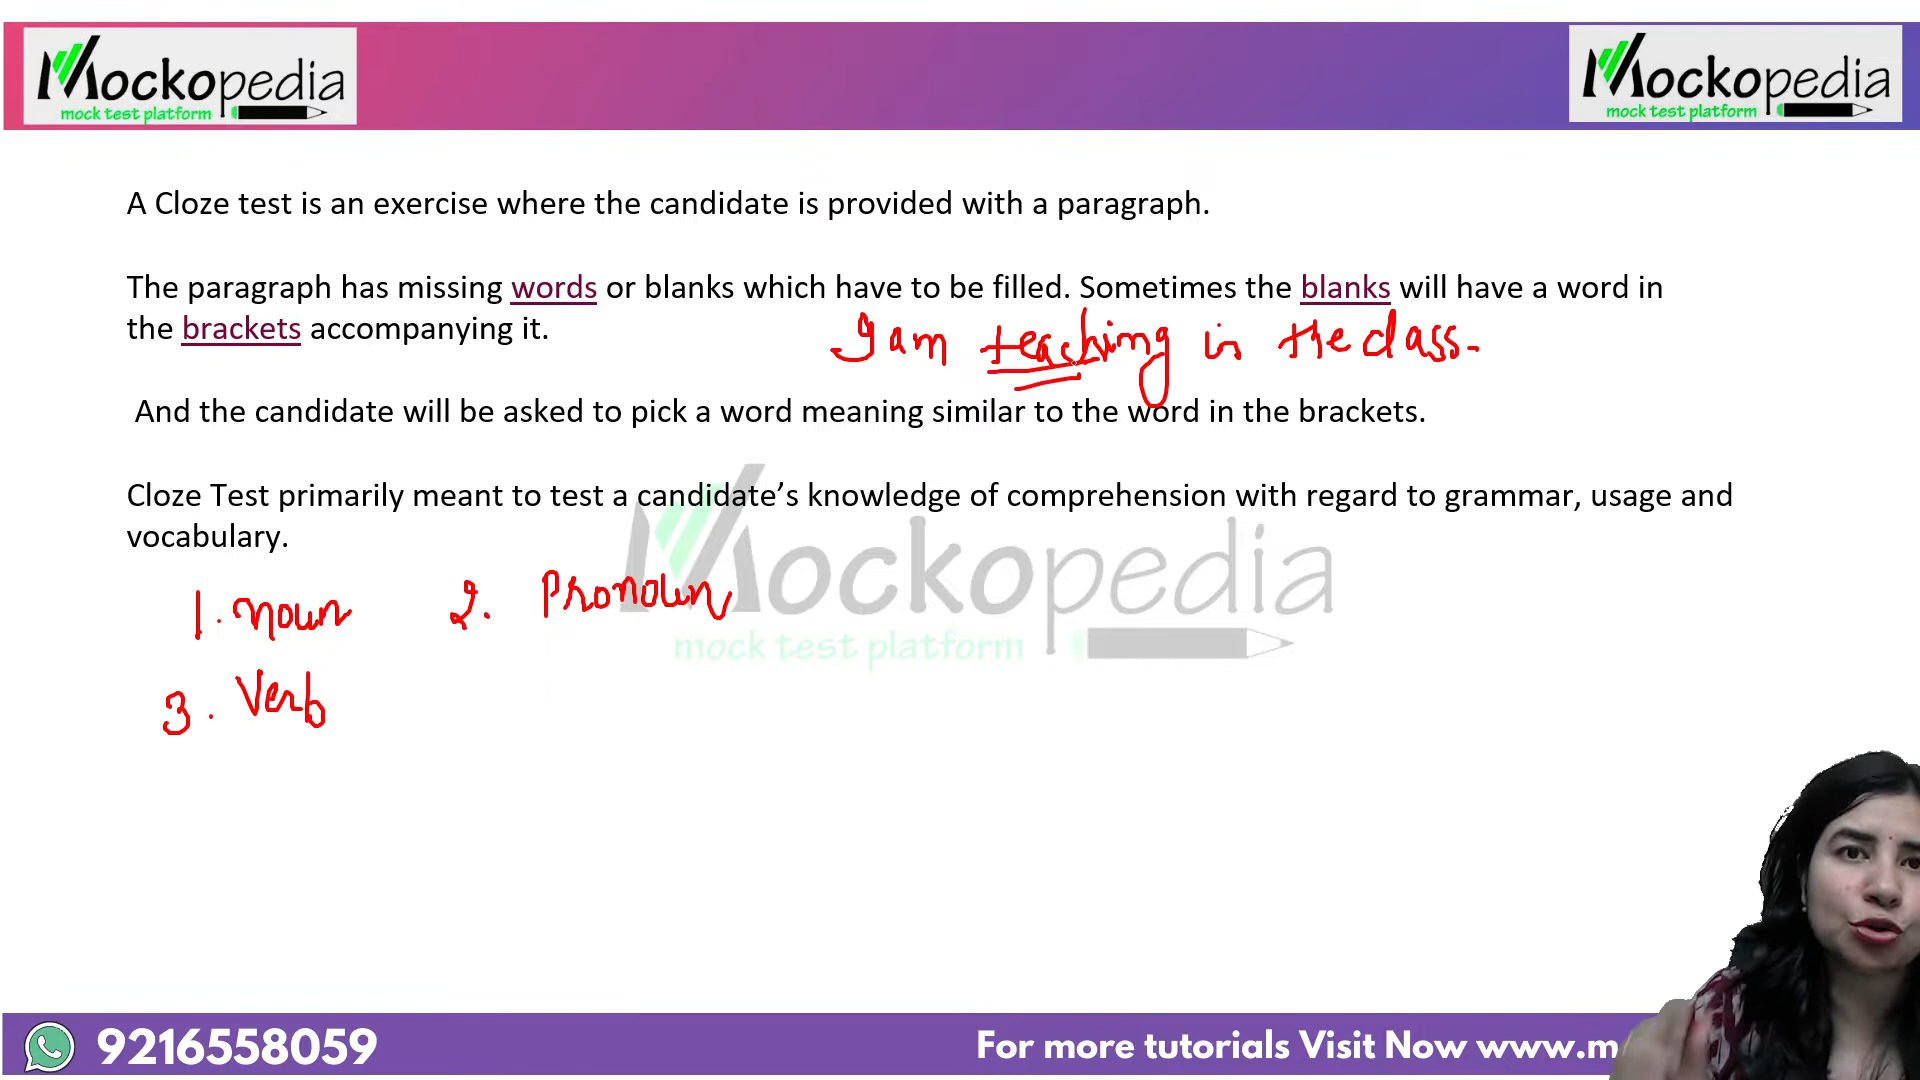 Mockopedia
mock test platform
Mockopedia
mock test platform
A Cloze test is an exercise where the candidate is provided with a paragraph.
The paragraph has missing words or blanks which have to be filled. Sometimes the blanks will have a word in
the brackets accompanying it.
I am teaching in the class.
And the candidate will be asked to pick a word meaning similar to the word in the brackets.
Cloze Test primarily meant to test a candidate’s knowledge of comprehension with regard to grammar, usage and
vocabulary.
Mockopedia
mock test platform
1. Noun 2. Pronoun
3. Verb
9216558059
For more tutorials Visit Now www.m